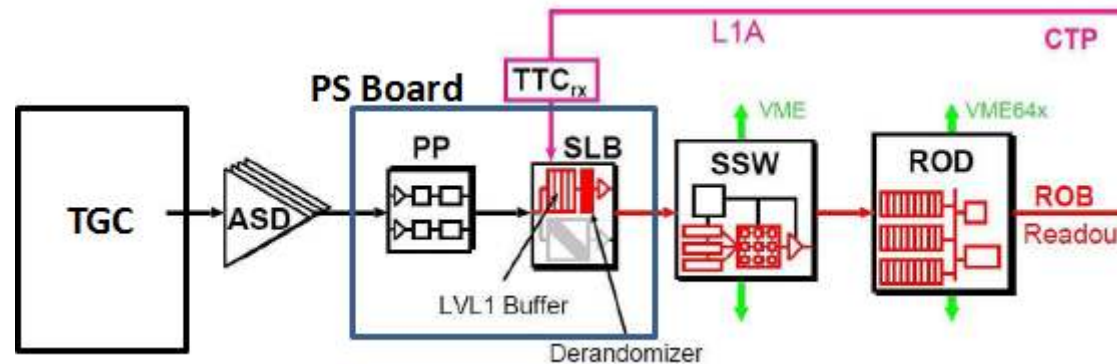 L1A
CTP
TTCrx
PS Board
VME
VME64x
PP
SLB
SSW
ROD
TGC
ASD
ROB
Readou
LVL1 Buffer
Derandomizer